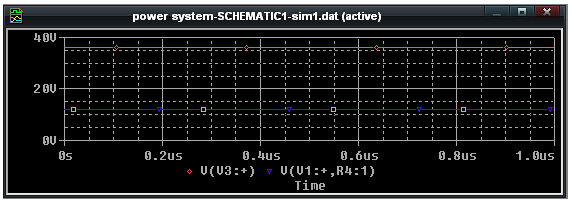 power system-SCHEMATIC1-sim1.dat (active)
40V
20V
0V
0s 0.2us 0.4us 0.6us 0.8us 1.0us
V(V3:+) V(V1:+,R4:1)
Time